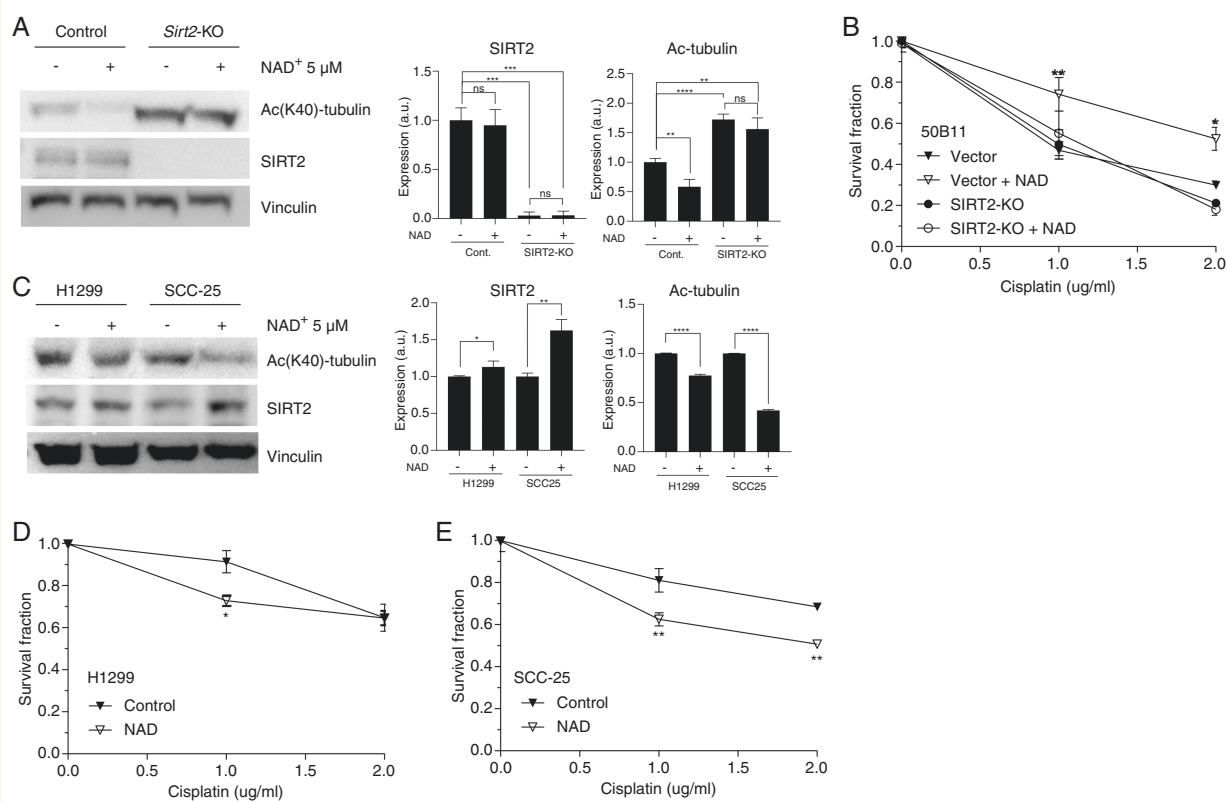 A
Control
Sirt2-KO
- + - +
NAD+ 5 µM
Ac(K40)-tubulin
SIRT2
Vinculin
SIRT2
Expression (a.u.)
1.5
1.0
0.5
0.0
***
***
ns
ns
NAD - + - +
Cont. SIRT2-KO
Ac-tubulin
Expression (a.u.)
2.5
2.0
1.5
1.0
0.5
0.0
**
****
ns
**
NAD - + - +
Cont. SIRT2-KO
B
Survival fraction
1.0
0.8
0.6
0.4
0.2
0.0
**
*
50B11
Vector
Vector + NAD
SIRT2-KO
SIRT2-KO + NAD
0.0 0.5 1.0 1.5 2.0
Cisplatin (ug/ml)
C
H1299
SCC-25
- + - +
NAD+ 5 µM
Ac(K40)-tubulin
SIRT2
Vinculin
SIRT2
Expression (a.u.)
2.0
1.5
1.0
0.5
0.0
*
**
NAD - + - +
H1299 SCC25
Ac-tubulin
Expression (a.u.)
1.5
1.0
0.5
0.0
****
****
NAD - + - +
H1299 SCC25
D
Survival fraction
1.0
0.8
0.6
0.4
0.2
0.0
*
H1299
Control
NAD
0.0 0.5 1.0 1.5 2.0
Cisplatin (ug/ml)
E
Survival fraction
1.0
0.8
0.6
0.4
0.2
0.0
**
**
SCC-25
Control
NAD
0.0 0.5 1.0 1.5 2.0
Cisplatin (ug/ml)